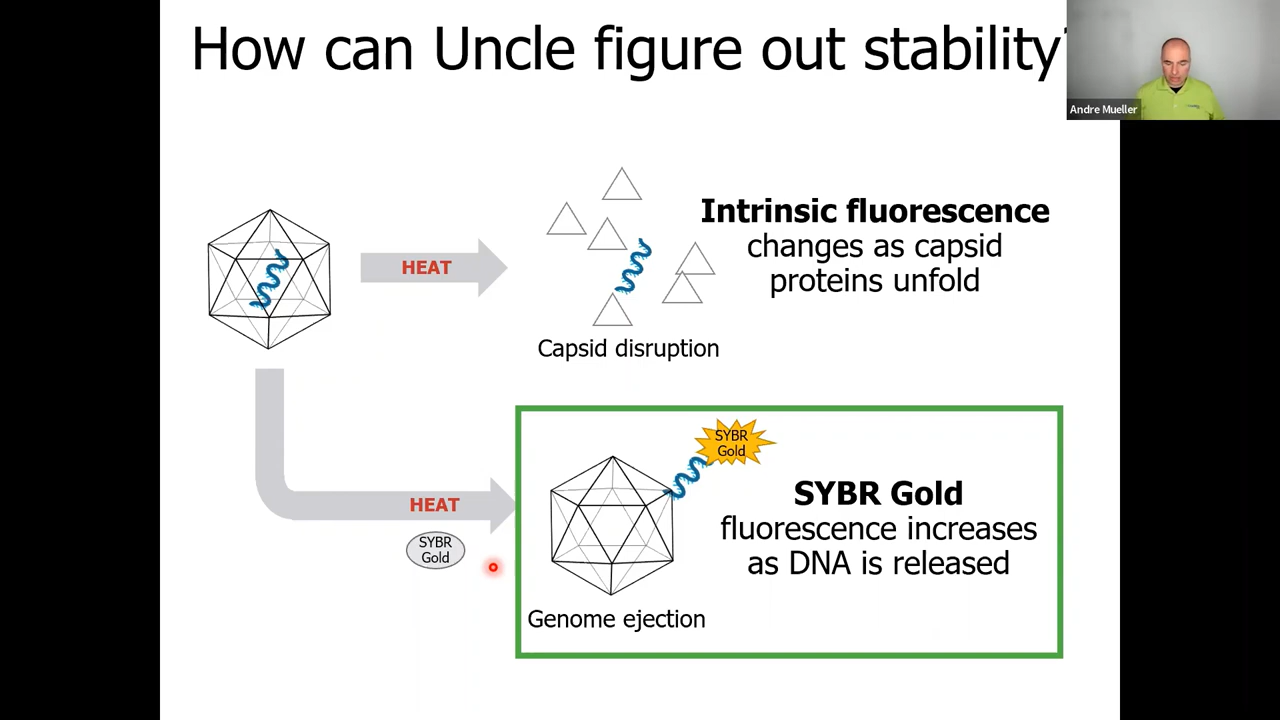 How can Uncle figure out stability?
Andre Mueller
HEAT
Capsid disruption
Intrinsic fluorescence
changes as capsid
proteins unfold
HEAT
SYBR
Gold
SYBR
Gold
Genome ejection
SYBR Gold
fluorescence increases
as DNA is released